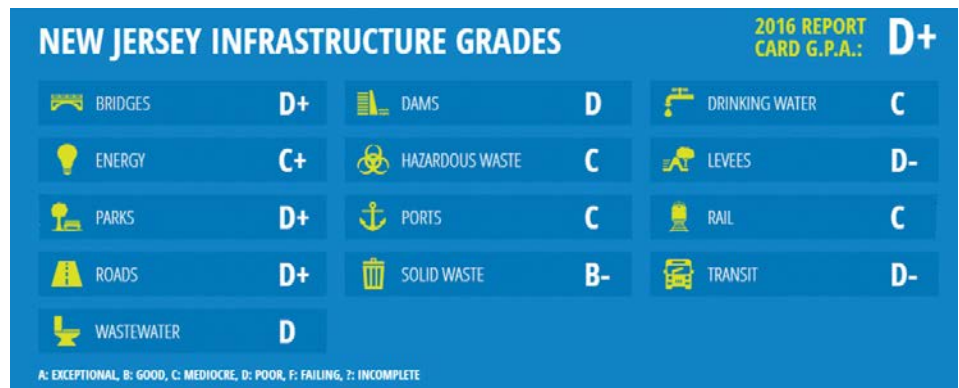 NEW JERSEY INFRASTRUCTURE GRADES
2016 REPORT
CARD G.P.A.: D+
BRIDGES D+
DAMS D
DRINKING WATER C
ENERGY C+
HAZARDOUS WASTE C
LEVEES D-
PARKS D+
PORTS C
RAIL C
ROADS D+
SOLID WASTE B-
TRANSIT D-
WASTEWATER D
A: EXCEPTIONAL, B: GOOD, C: MEDIOCRE, D: POOR, F: FAILING, ?: INCOMPLETE